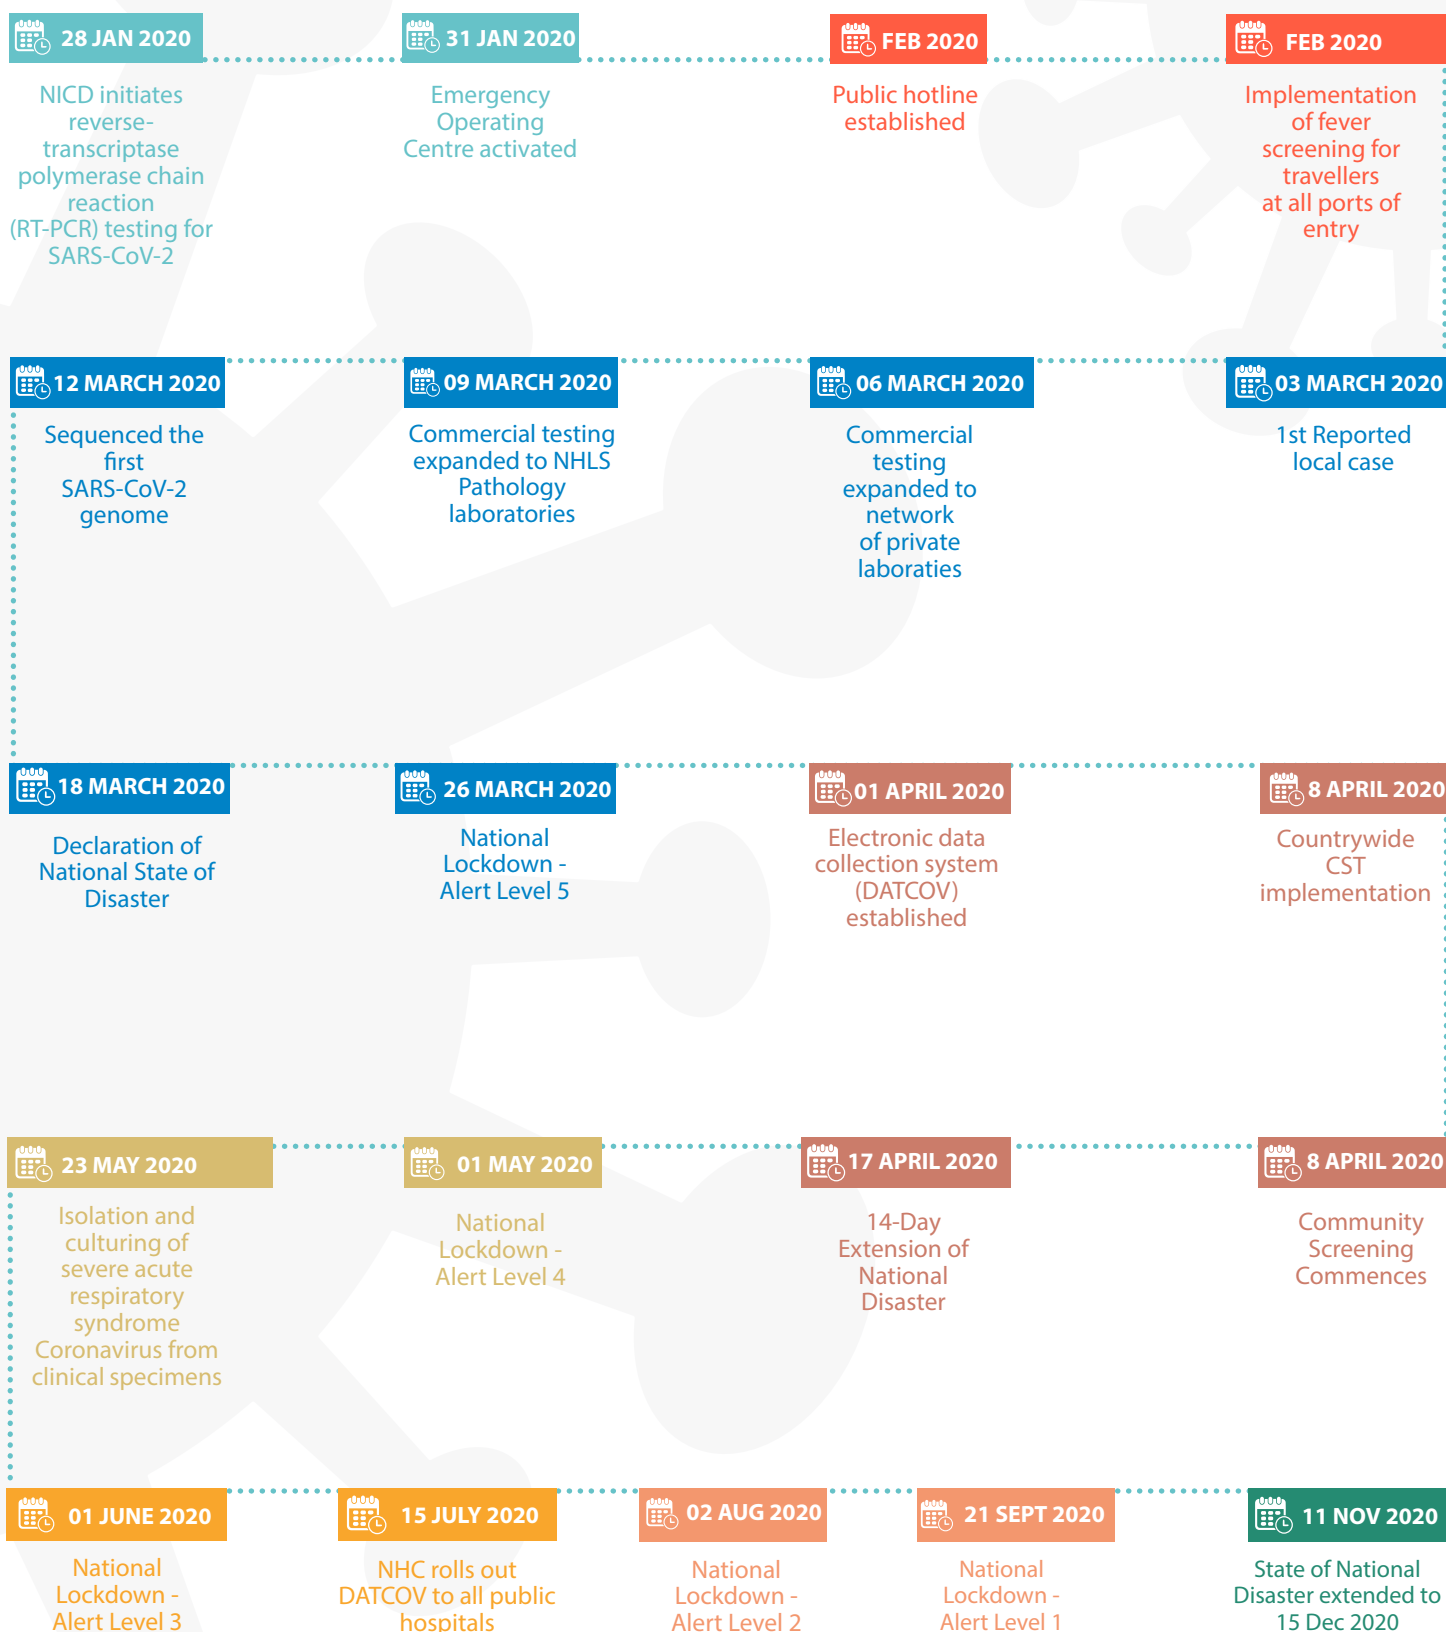 28 JAN 2020
NICD initiates
reverse-
transcriptase
polymerase chain
reaction
(RT-PCR) testing for
SARS-CoV-2
31 JAN 2020
Emergency
Operating
Centre activated
FEB 2020
Public hotline
established
FEB 2020
Implementation
of fever
screening for
travellers
at all ports of
entry
12 MARCH 2020
Sequenced the
first
SARS-CoV-2
genome
09 MARCH 2020
Commercial testing
expanded to NHLS
Pathology
laboratories
06 MARCH 2020
Commercial
testing
expanded to
network
of private
laboraties
03 MARCH 2020
1st Reported
local case
18 MARCH 2020
Declaration of
National State of
Disaster
26 MARCH 2020
National
Lockdown -
Alert Level 5
01 APRIL 2020
Electronic data
collection system
(DATCOV)
established
8 APRIL 2020
Countrywide
CST
implementation
23 MAY 2020
Isolation and
culturing of
severe acute
respiratory
syndrome
Coronavirus from
clinical specimens
01 MAY 2020
National
Lockdown -
Alert Level 4
17 APRIL 2020
14-Day
Extension of
National
Disaster
8 APRIL 2020
Community
Screening
Commences
01 JUNE 2020
National
Lockdown -
Alert Level 3
15 JULY 2020
NHC rolls out
DATCOV to all public
hospitals
02 AUG 2020
National
Lockdown -
Alert Level 2
21 SEPT 2020
National
Lockdown -
Alert Level 1
11 NOV 2020
State of National
Disaster extended to
15 Dec 2020